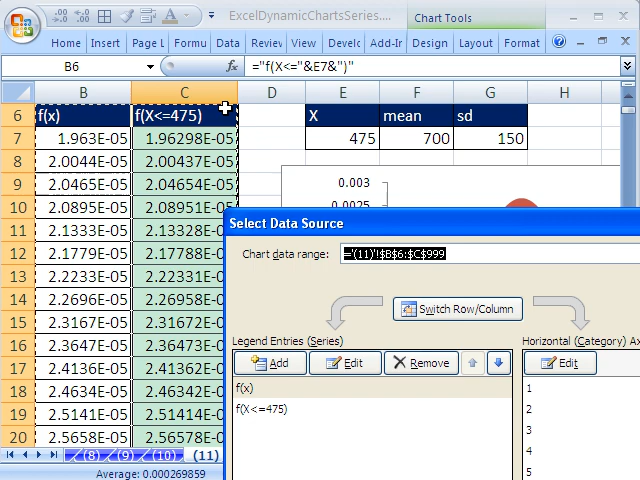 ExcelDynamicChartsSeries....
Chart Tools
Home Insert Page L Formu Data Review View Develc Add-Ir Design Layout Format
B6 fx ="f(X<="&E7&")"
B C D E F G H
6 f(x) f(X<=475) X mean sd
7 1.963E-05 1.96298E-05 475 700 150
8 2.0044E-05 2.00437E-05
9 2.0465E-05 2.04654E-05 0.003
10 2.0895E-05 2.08951E-05 0.0025
11 2.1333E-05 2.13328E-05
12 2.1779E-05 2.17788E-05
13 2.2233E-05 2.22331E-05
14 2.2696E-05 2.26958E-05
15 2.3167E-05 2.31672E-05
16 2.3647E-05 2.36473E-05
17 2.4136E-05 2.41362E-05
18 2.4634E-05 2.46342E-05
19 2.5141E-05 2.51414E-05
20 2.5658E-05 2.56578E-05
(8) (9) (10) (11)
Average: 0.000269859
Select Data Source
Chart data range: ='(11)'!$B$6:$C$999
Switch Row/Column
Legend Entries (Series) Horizontal (Category) Ax
Add Edit Remove Edit
f(x) 1
f(X<=475) 2
3
4
5